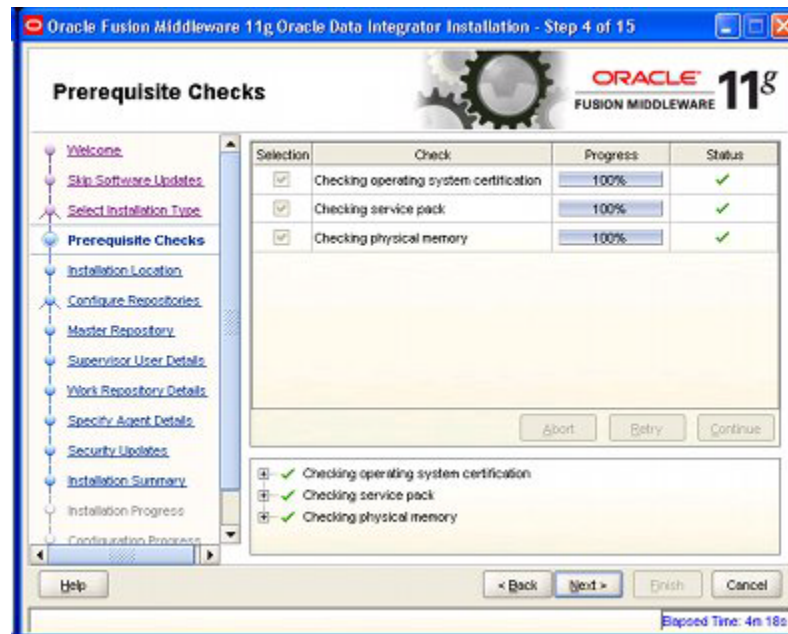 Oracle Fusion Middleware 11g Oracle Data Integrator Installation - Step 4 of 15
Prerequisite Checks
ORACLE
FUSION MIDDLEWARE
11g
Welcome
Skip Software Updates
Select Installation Type
Prerequisite Checks
Installation Location
Configure Repositories
Master Repository
Supervisor User Details
Work Repository Details
Specify Agent Details
Security Updates
Installation Summary
Installation Progress
Configuration Progress
Selection Check Progress Status
Checking operating system certification 100%
Checking service pack 100%
Checking physical memory 100%
Abort Retry Continue
Checking operating system certification
Checking service pack
Checking physical memory
Help < Back Next > Finish Cancel
Elapsed Time: 4m 18s